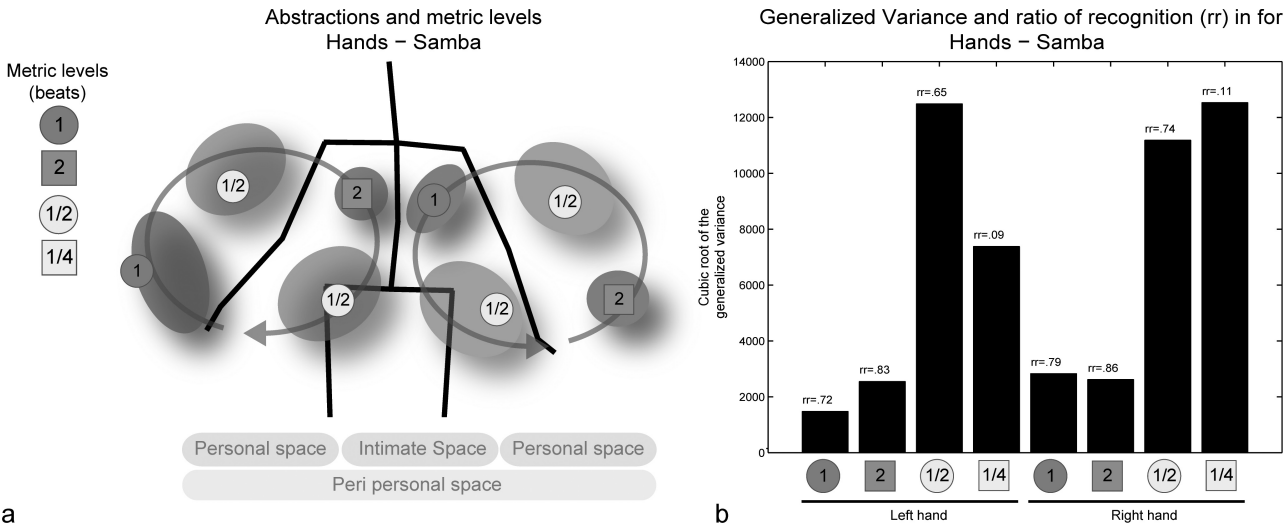 Abstractions and metric levels
Hands − Samba
Metric levels
(beats)
1
2
1/2
1/4
1/2
2
1
1/2
1
1/2
1/2
2
Personal space
Intimate Space
Personal space
Peri personal space
a
Generalized Variance and ratio of recognition (rr) in for
Hands − Samba
Cubic root of the
generalized variance
14000
12000
10000
8000
6000
4000
2000
0
rr=.72
rr=.83
rr=.65
rr=.09
rr=.79
rr=.86
rr=.74
rr=.11
1
2
1/2
1/4
1
2
1/2
1/4
Left hand
Right hand
b